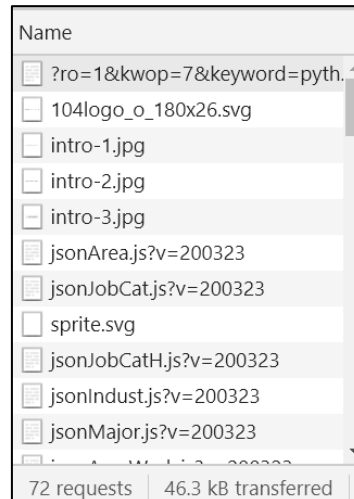 Name
?ro=1&kwop=7&keyword=pyth.
104logo_o_180x26.svg
intro-1.jpg
intro-2.jpg
intro-3.jpg
jsonArea.js?v=200323
jsonJobCat.js?v=200323
sprite.svg
jsonJobCatH.js?v=200323
jsonIndust.js?v=200323
jsonMajor.js?v=200323
72 requests 46.3 kB transferred